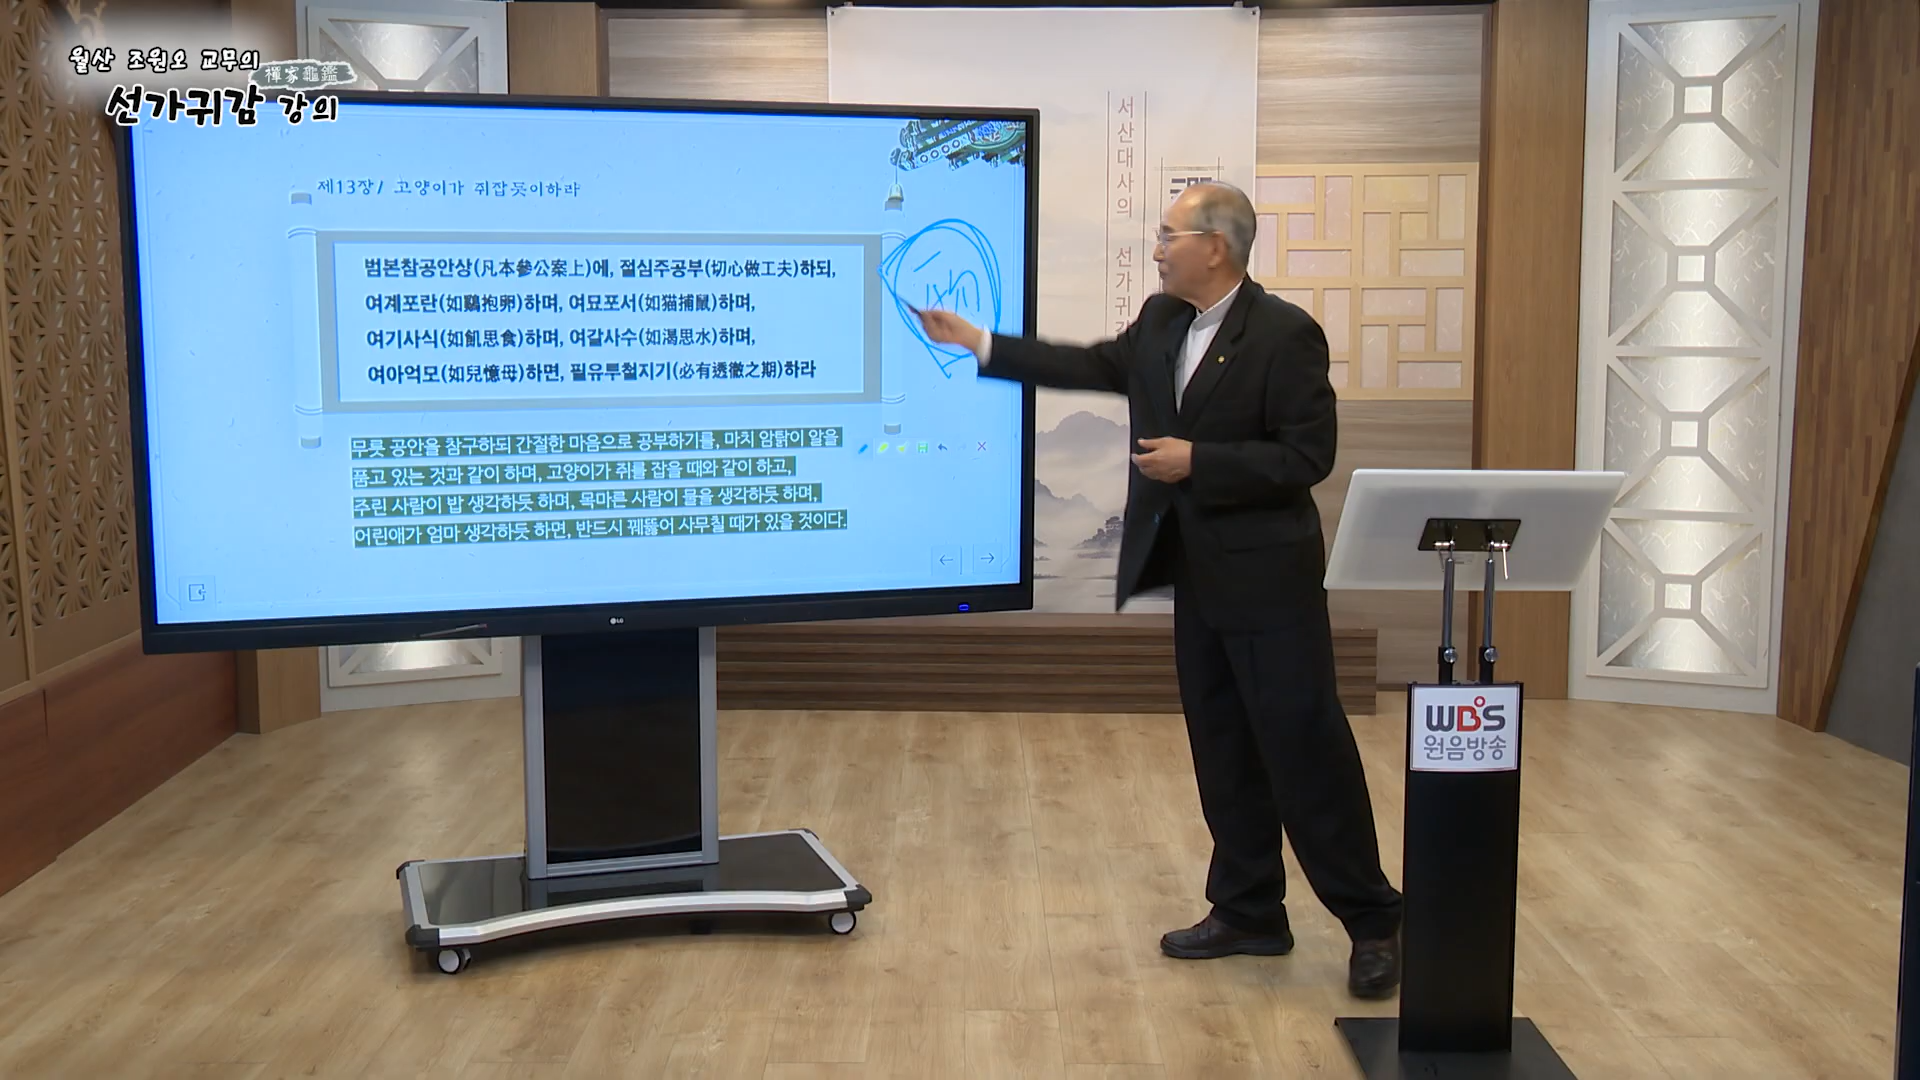 월산 조원오 교무의
禪家龜鑑
선가귀감 강의
제13장/ 고양이가 쥐잡듯이하라
범본참공안상(凡本參公案上)에, 절심주공부(切心做工夫)하되,
여계포란(如鷄抱卵)하며, 여묘포서(如猫捕鼠)하며,
여기사식(如飢思食)하며, 여갈사수(如渴思水)하며,
여아억모(如兒憶母)하면, 필유투철지기(必有透徹之期)하라
무릇 공안을 참구하되 간절한 마음으로 공부하기를, 마치 암탉이 알을
품고 있는 것과 같이 하며, 고양이가 쥐를 잡을 때와 같이 하고,
주린 사람이 밥 생각하듯 하며, 목마른 사람이 물을 생각하듯 하며,
어린애가 엄마 생각하듯 하면, 반드시 꿰뚫어 사무칠 때가 있을 것이다.
一物
서산대사의 선가귀감
LG
WBS
원음방송